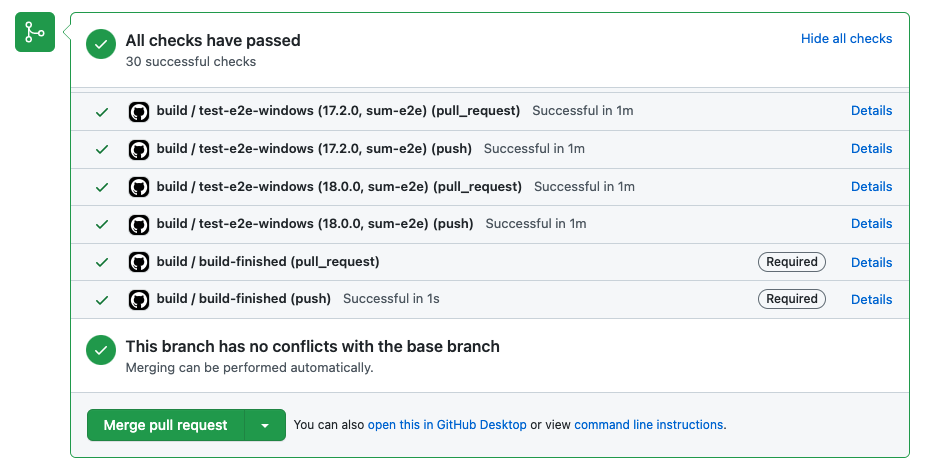 All checks have passed
Hide all checks
30 successful checks
build / test-e2e-windows (17.2.0, sum-e2e) (pull_request) Successful in 1m Details
build / test-e2e-windows (17.2.0, sum-e2e) (push) Successful in 1m Details
build / test-e2e-windows (18.0.0, sum-e2e) (pull_request) Successful in 1m Details
build / test-e2e-windows (18.0.0, sum-e2e) (push) Successful in 1m Details
build / build-finished (pull_request) Required Details
build / build-finished (push) Successful in 1s Required Details
This branch has no conflicts with the base branch
Merging can be performed automatically.
Merge pull request You can also open this in GitHub Desktop or view command line instructions.